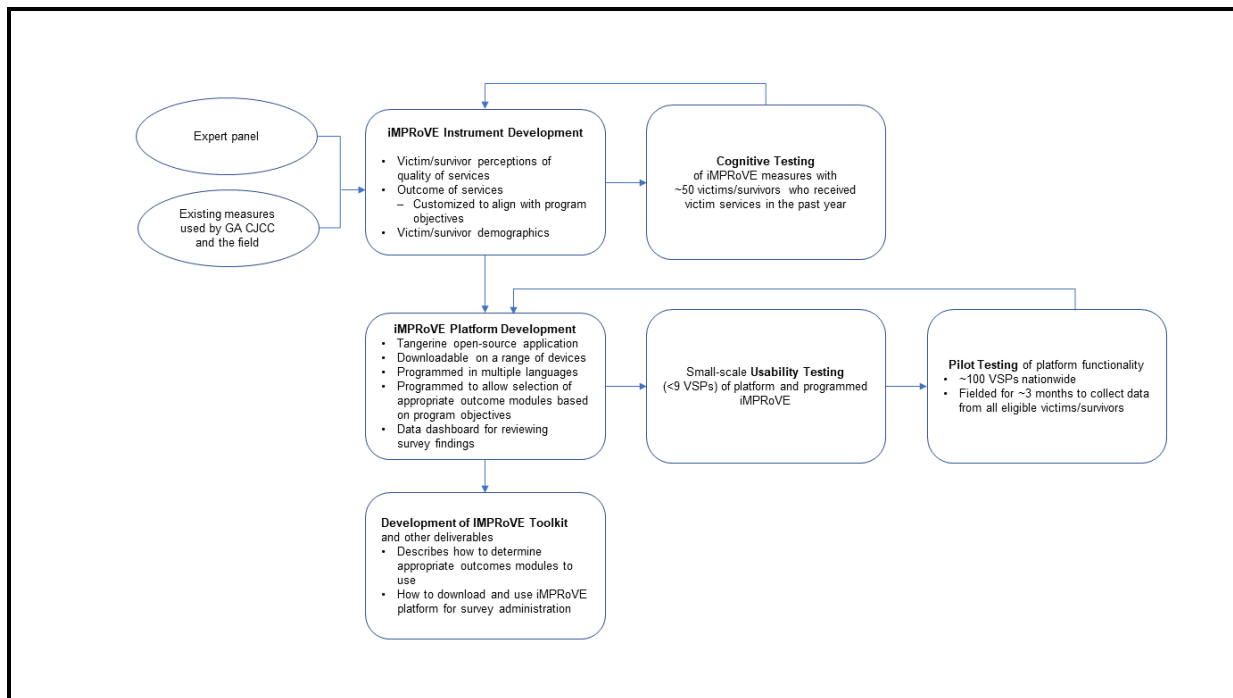 Expert panel
Existing measures
used by GA CJCC
and the field
iMPRoVE Instrument Development
• Victim/survivor perceptions of
quality of services
• Outcome of services
– Customized to align with program
objectives
• Victim/survivor demographics
Cognitive Testing
of iMPRoVE measures with
~50 victims/survivors who received
victim services in the past year
iMPRoVE Platform Development
• Tangerine open-source application
• Downloadable on a range of devices
• Programmed in multiple languages
• Programmed to allow selection of
appropriate outcome modules based
on program objectives
• Data dashboard for reviewing
survey findings
Small-scale Usability Testing
(<9 VSPs) of platform and programmed
iMPRoVE
Pilot Testing of platform functionality
• ~100 VSPs nationwide
• Fielded for ~3 months to collect data
from all eligible victims/survivors
Development of IMPRoVE Toolkit
and other deliverables
• Describes how to determine
appropriate outcomes modules to
use
• How to download and use iMPRoVE
platform for survey administration